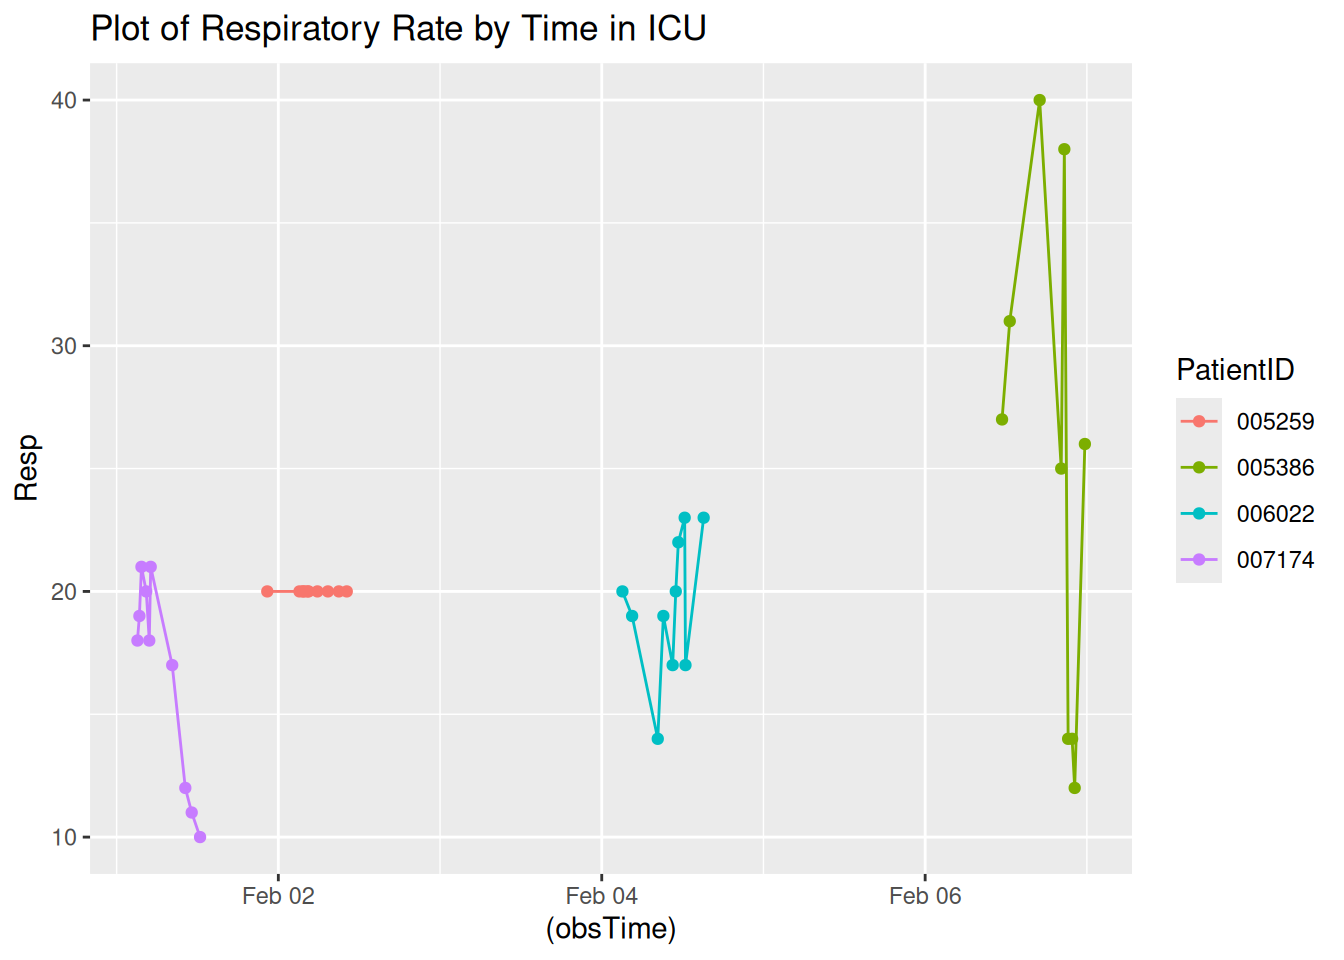 Plot of Respiratory Rate by Time in ICU
40
30
20
10
Resp
Feb 02
Feb 04
Feb 06
(obsTime)
PatientID
005259
005386
006022
007174